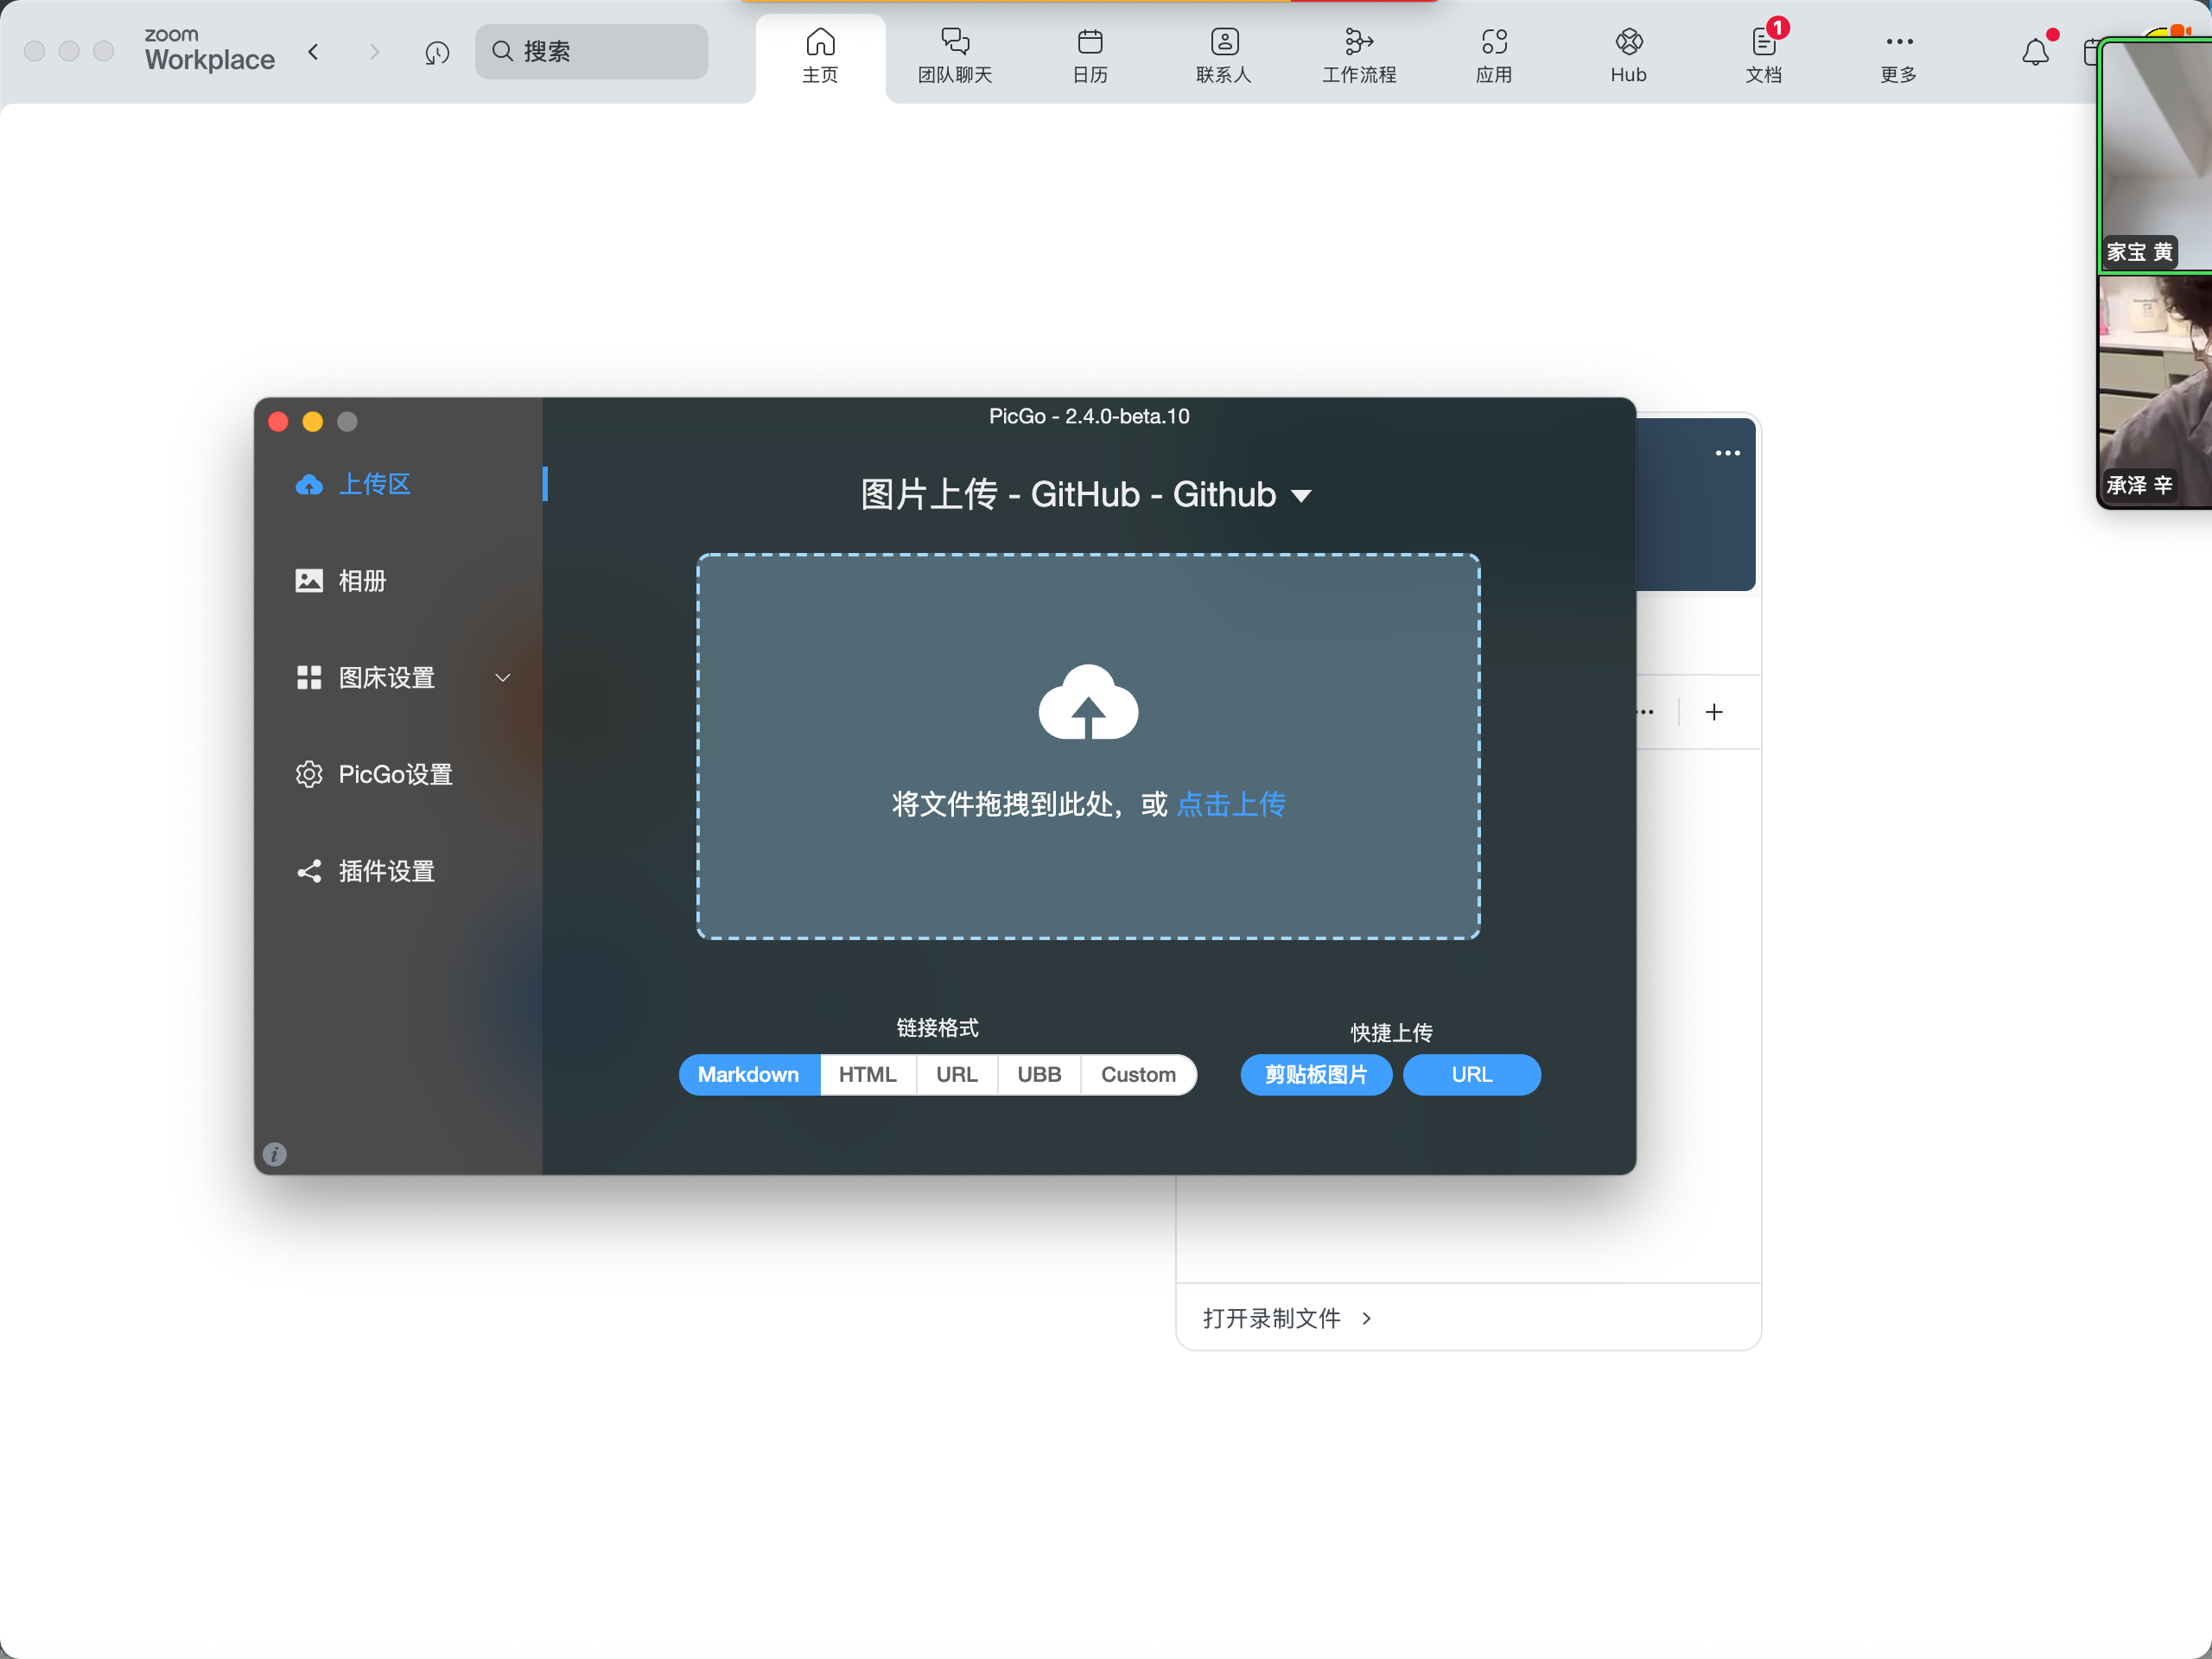 zoom
Workplace
搜索
主页
团队聊天
日历
联系人
工作流程
应用
Hub
1
文档
更多
家宝 黄
承泽 辛
PicGo - 2.4.0-beta.10
上传区
相册
图床设置
PicGo设置
插件设置
图片上传 - GitHub - Github
将文件拖拽到此处，或 点击上传
链接格式
Markdown
HTML
URL
UBB
Custom
快捷上传
剪贴板图片
URL
打开录制文件